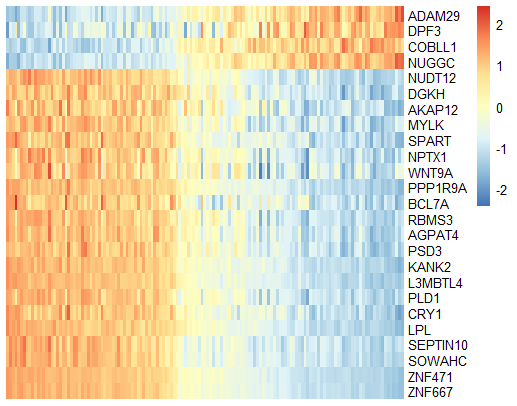 ADAM29
DPF3
COBLL1
NUGGC
NUDT12
DGKH
AKAP12
MYLK
SPART
NPTX1
WNT9A
PPP1R9A
BCL7A
RBMS3
AGPAT4
PSD3
KANK2
L3MBTL4
PLD1
CRY1
LPL
SEPTIN10
SOWAHC
ZNF471
ZNF667
2
1
0
-1
-2